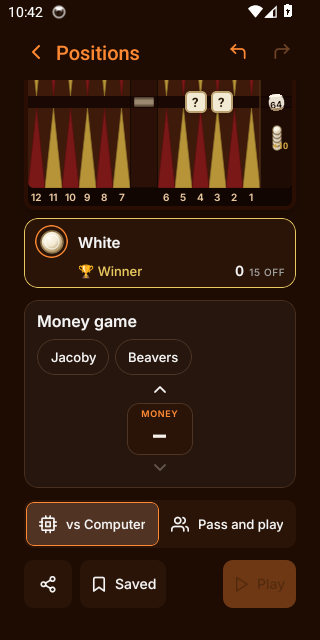 10:42
Positions
? ?
64
12 11 10 9 8 7 6 5 4 3 2 1
White
Winner 0 15 OFF
Money game
Jacoby Beavers
MONEY
–
vs Computer Pass and play
Saved Play